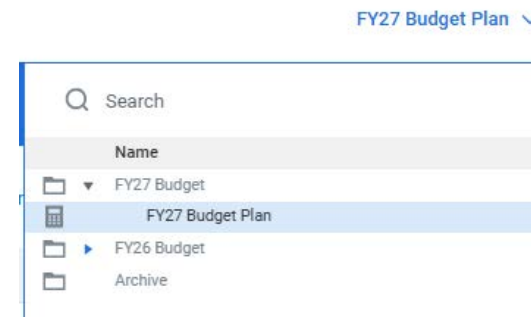 FY27 Budget Plan
Search
Name
FY27 Budget
FY27 Budget Plan
FY26 Budget
Archive